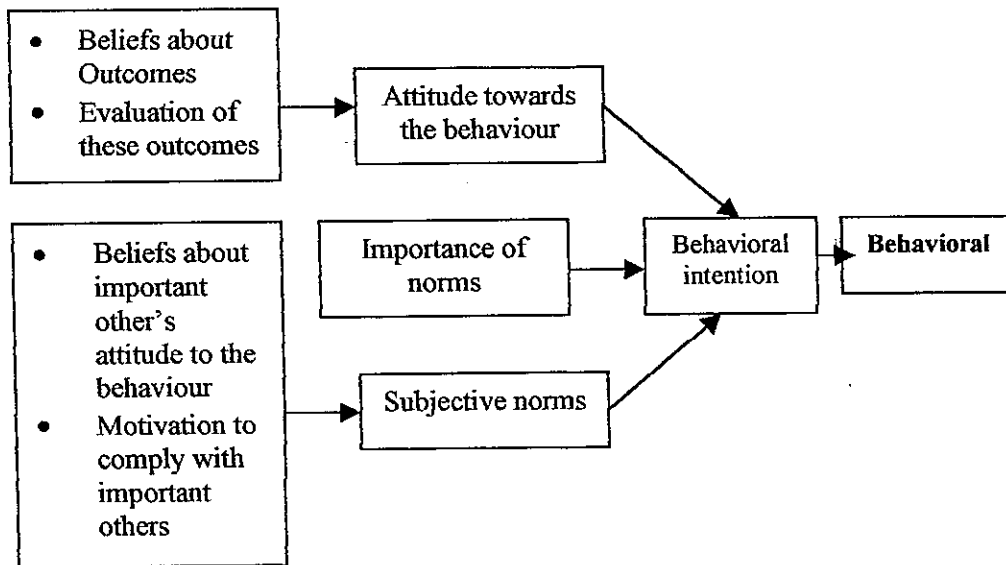 • Beliefs about
Outcomes
• Evaluation of
these outcomes
Attitude towards
the behaviour
• Beliefs about
important
other's
attitude to the
behaviour
• Motivation to
comply with
important
others
Importance of
norms
Subjective norms
Behavioral
intention
Behavioral